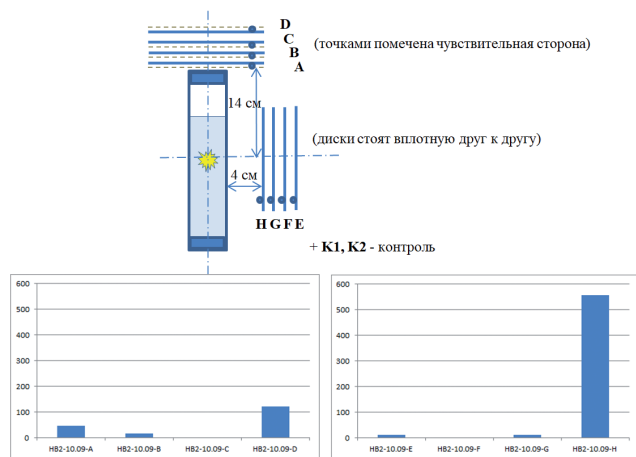 D
C
(точками помечена чувствительная сторона)
B
A
14 см
(диски стоят вплотную друг к другу)
4 см
H G F E
+ K1, K2 - контроль
600
500
400
300
200
100
0
HB2-10.09-A HB2-10.09-B HB2-10.09-C HB2-10.09-D
600
500
400
300
200
100
0
HB2-10.09-E HB2-10.09-F HB2-10.09-G HB2-10.09-H